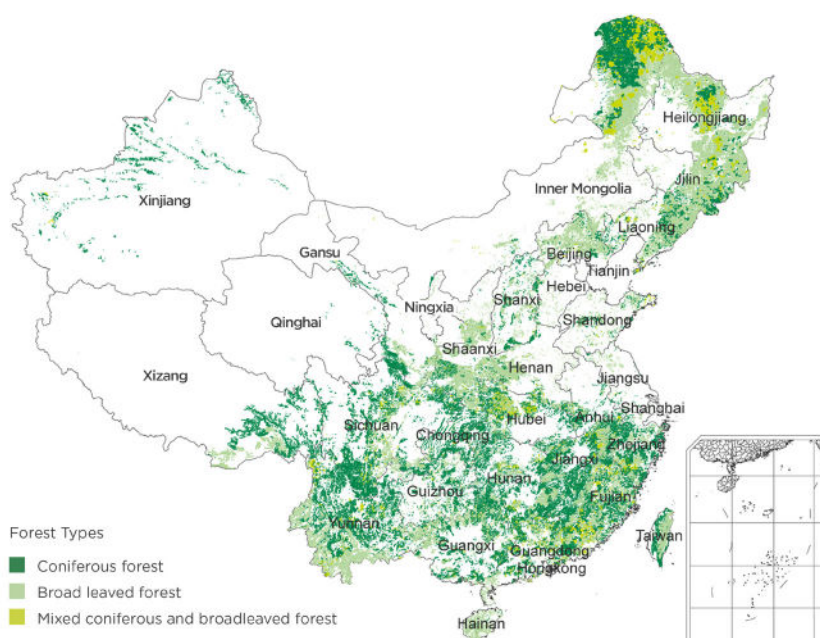 Heilongjiang
Jilin
Inner Mongolia
Xinjiang
Liaoning
Gansu
Beijing
Tianjin
Hebei
Ningxia
Shanxi
Qinghai
Shandong
Shaanxi
Henan
Xizang
Jiangsu
Shanghai
Anhui
Hubei
Sichuan
Chongqing
Zhojiang
Jiangxi
Hunan
Guizhou
Fujian
Yunnan
Taiwan
Guangxi
Guangdong
Hongkong
Hainan
Forest Types
Coniferous forest
Broad leaved forest
Mixed coniferous and broadleaved forest